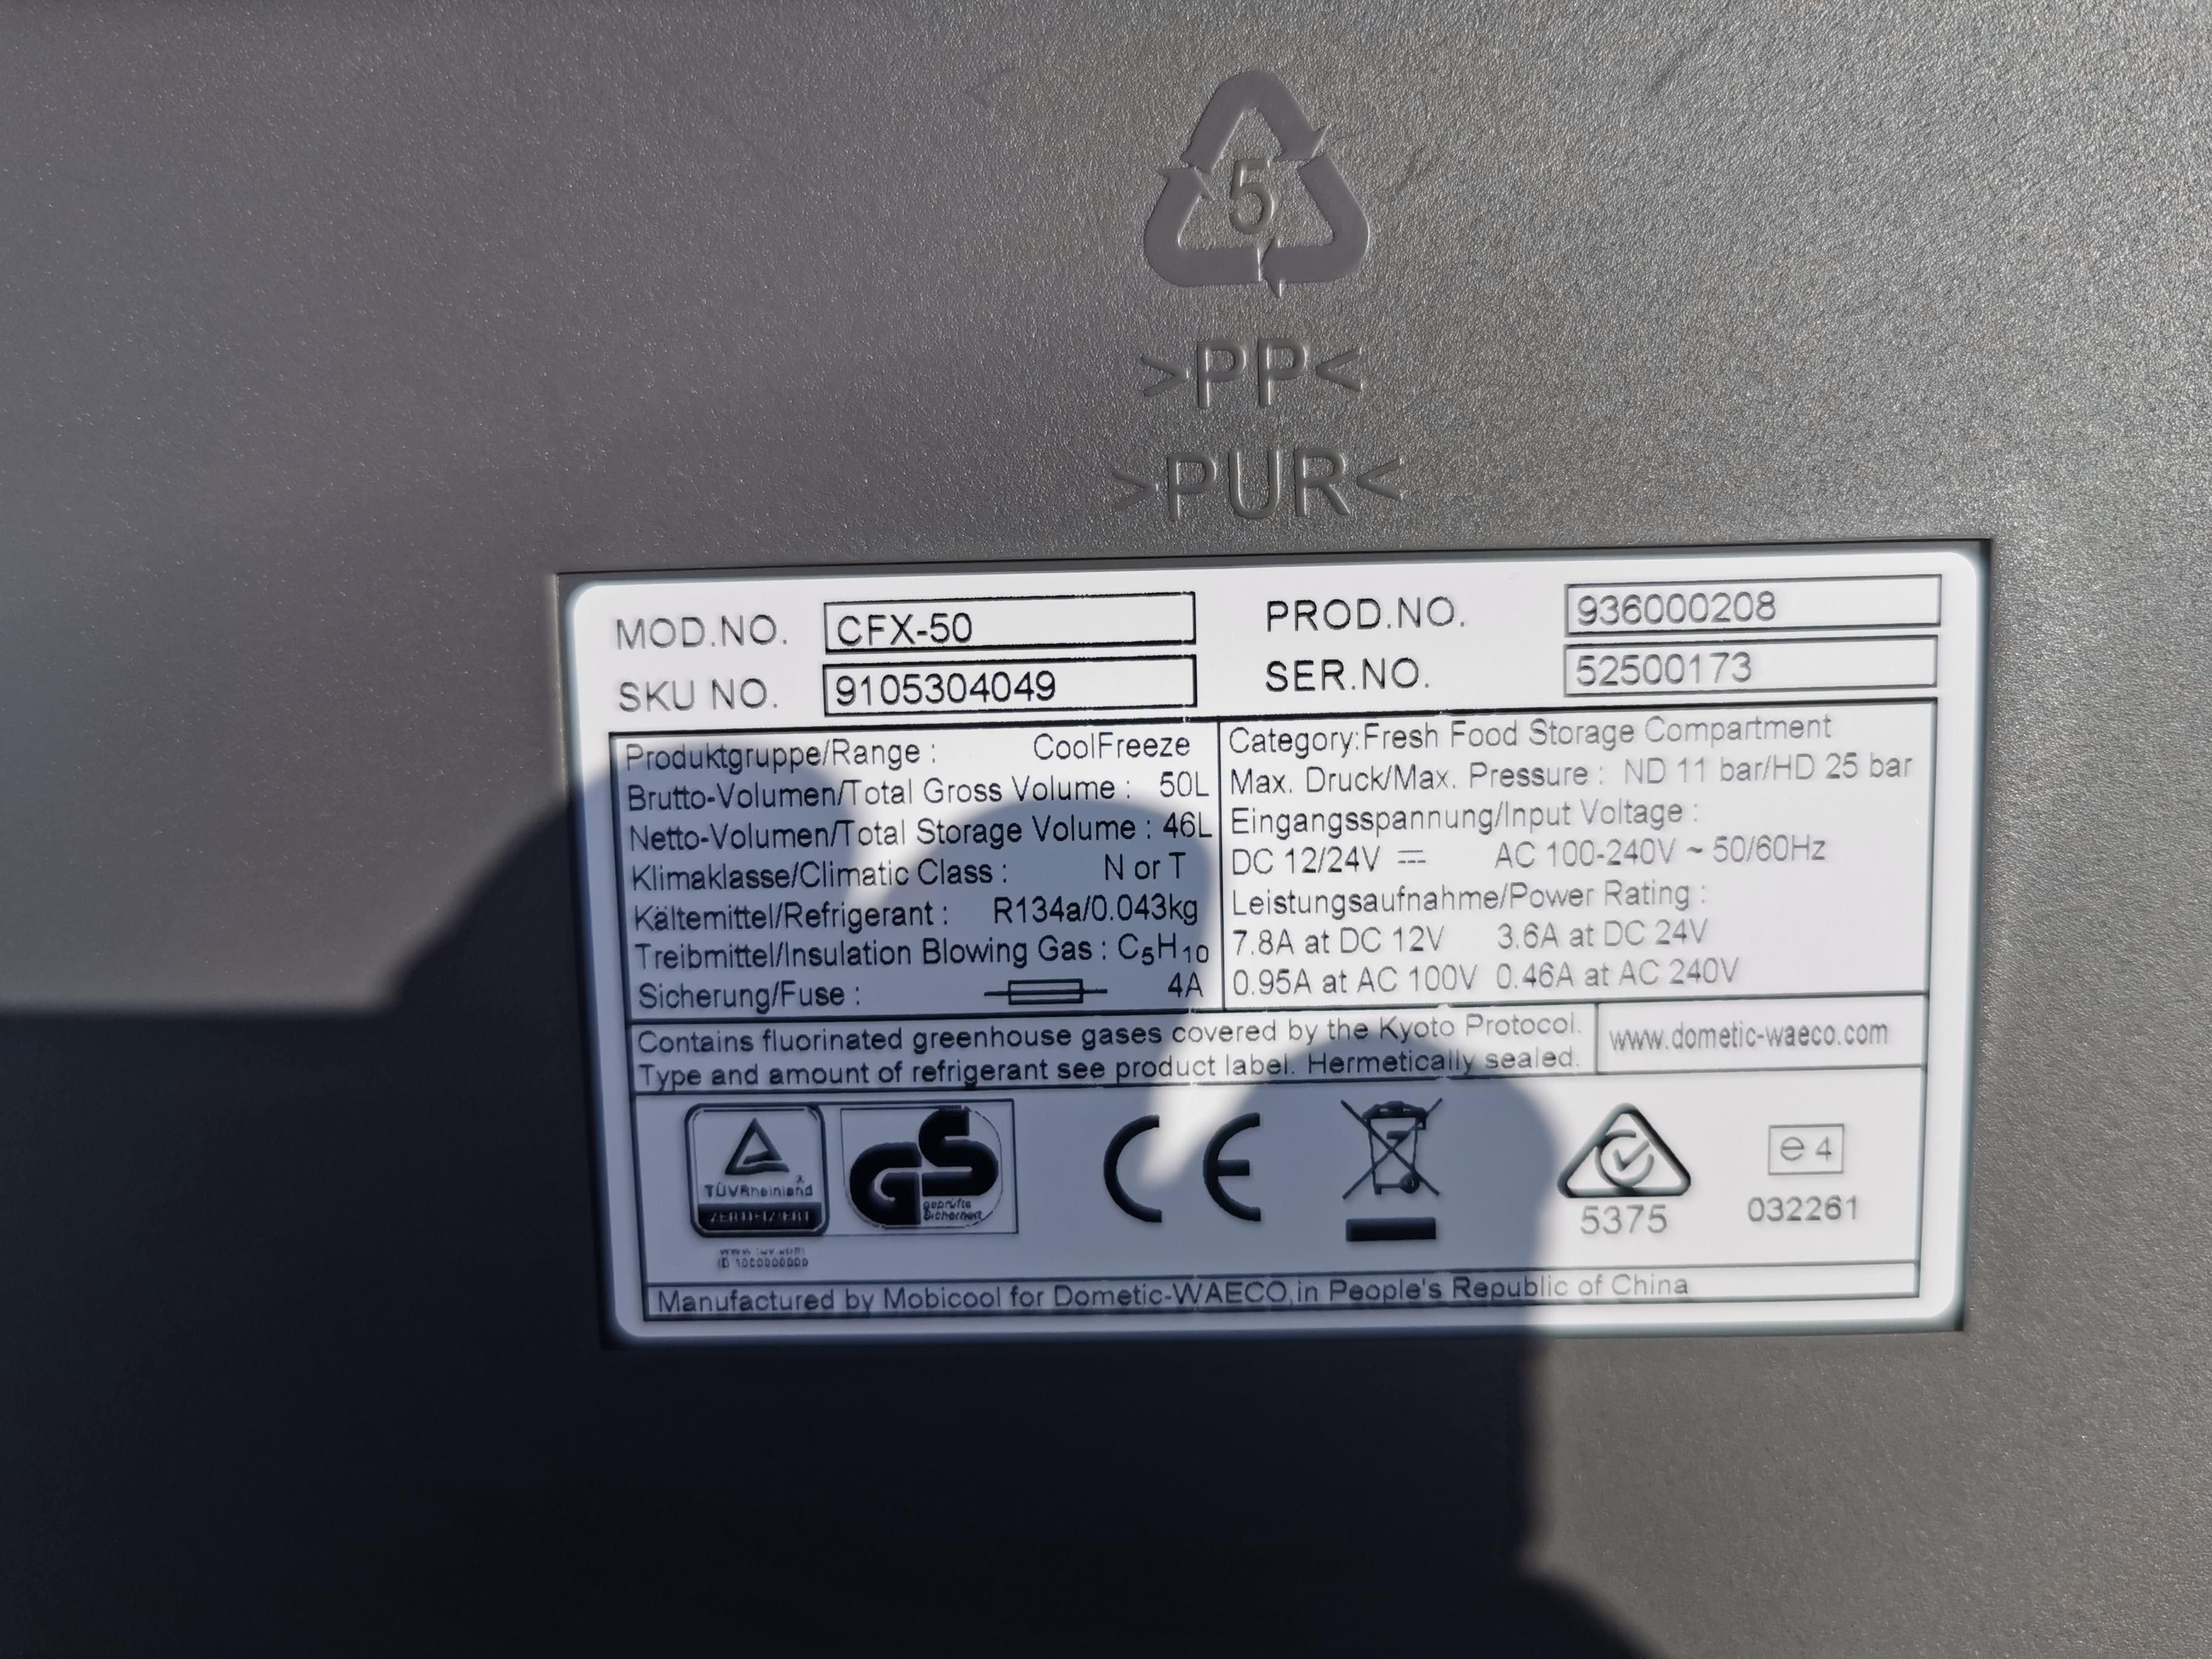 5
>PP<
>PUR<
MOD.NO. CFX-50 PROD.NO. 936000208
SKU NO. 9105304049 SER.NO. 52500173
Produktgruppe/Range : CoolFreeze
Brutto-Volumen/Total Gross Volume : 50L
Netto-Volumen/Total Storage Volume : 46L
Klimaklasse/Climatic Class : N or T
Kältemittel/Refrigerant : R134a/0.043kg
Treibmittel/Insulation Blowing Gas : C₅H₁₀
Sicherung/Fuse : 4A
Category:Fresh Food Storage Compartment
Max. Druck/Max. Pressure : ND 11 bar/HD 25 bar
Eingangsspannung/Input Voltage :
DC 12/24V ⎓ AC 100-240V ~ 50/60Hz
Leistungsaufnahme/Power Rating :
7.8A at DC 12V 3.6A at DC 24V
0.95A at AC 100V 0.46A at AC 240V
Contains fluorinated greenhouse gases covered by the Kyoto Protocol.
Type and amount of refrigerant see product label. Hermetically sealed.
www.dometic-waeco.com
TÜVRheinland
ZERTIFIZIERT
www.tuv.com
GS
geprüfte
Sicherheit
CE
5375
e 4
032261
Manufactured by Mobicool for Dometic-WAECO,in People's Republic of China